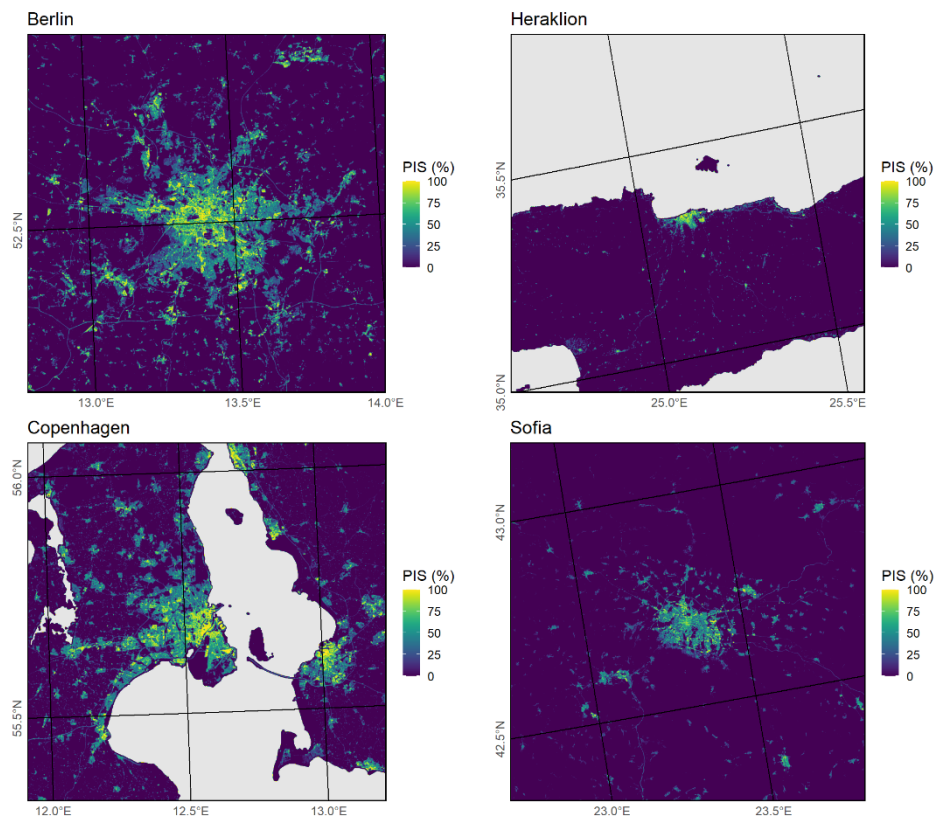 Berlin
52.5°N
13.0°E 13.5°E 14.0°E
PIS (%)
100
75
50
25
0
Heraklion
35.5°N
35.0°N
25.0°E 25.5°E
PIS (%)
100
75
50
25
0
Copenhagen
56.0°N
55.5°N
12.0°E 12.5°E 13.0°E
PIS (%)
100
75
50
25
0
Sofia
43.0°N
42.5°N
23.0°E 23.5°E
PIS (%)
100
75
50
25
0